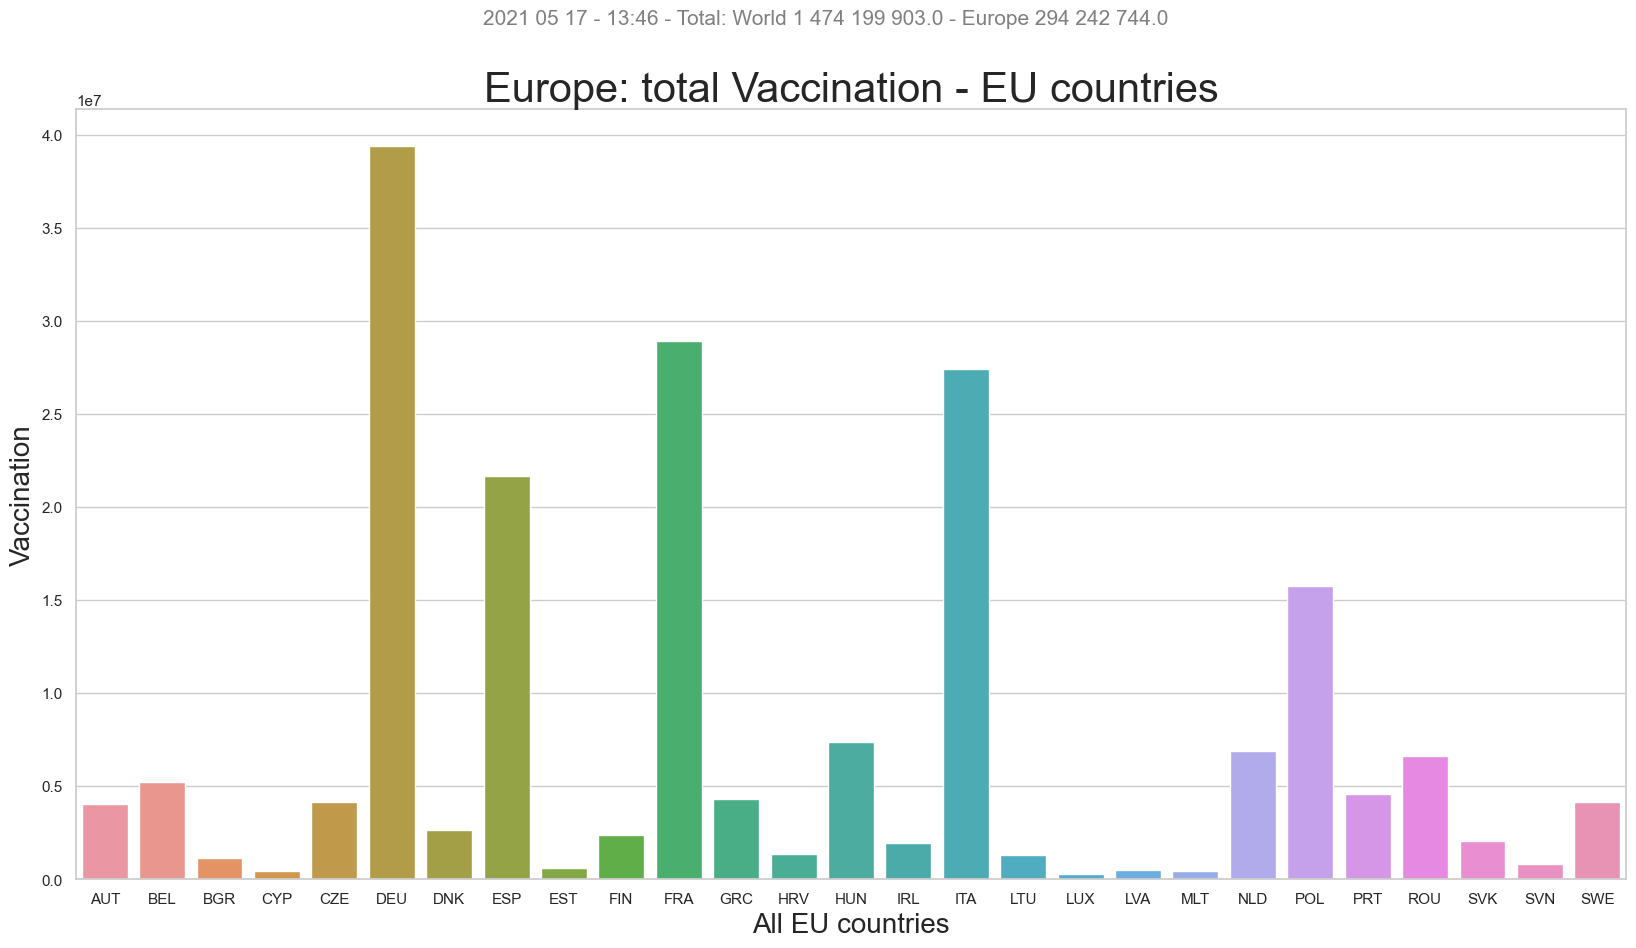 2021 05 17 - 13:46 - Total: World 1 474 199 903.0 - Europe 294 242 744.0
Europe: total Vaccination - EU countries
1e7
4.0
3.5
3.0
2.5
2.0
1.5
1.0
0.5
0.0
Vaccination
AUT BEL BGR CYP CZE DEU DNK ESP EST FIN FRA GRC HRV HUN IRL ITA LTU LUX LVA MLT NLD POL PRT ROU SVK SVN SWE
All EU countries